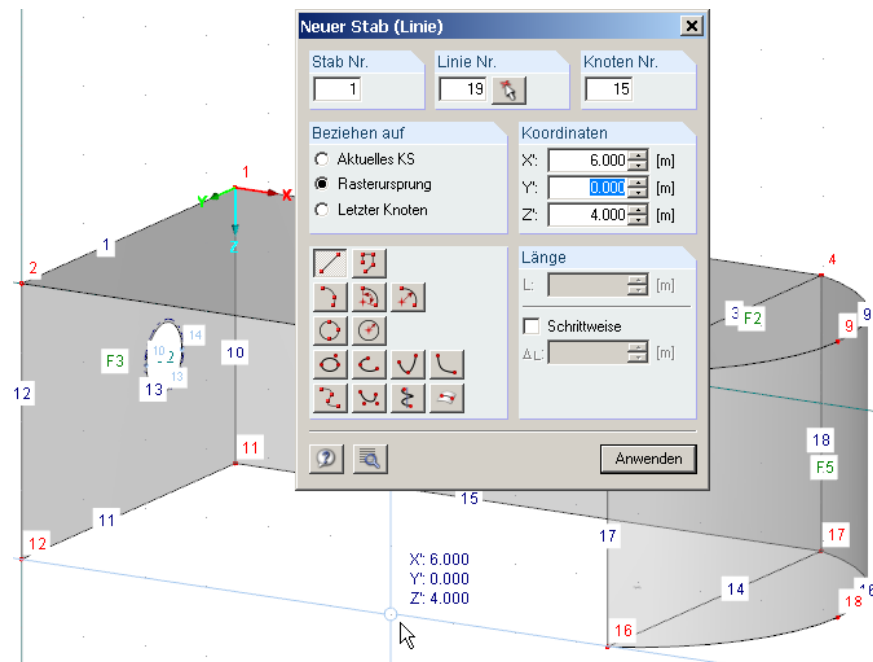 Neuer Stab (Linie)
Stab Nr.
Linie Nr.
Knoten Nr.
1
19
15
Beziehen auf
Aktuelles KS
Rasterursprung
Letzter Knoten
Koordinaten
X': 6.000 [m]
Y': 0.000 [m]
Z': 4.000 [m]
Länge
L: [m]
Schrittweise
ΔL: [m]
Anwenden
1
Y
X
Z
1
2
4
3
F2
9
9
14
10
2
13
F3
10
13
12
18
F5
11
15
17
11
12
17
14
16
18
16
X': 6.000
Y': 0.000
Z': 4.000